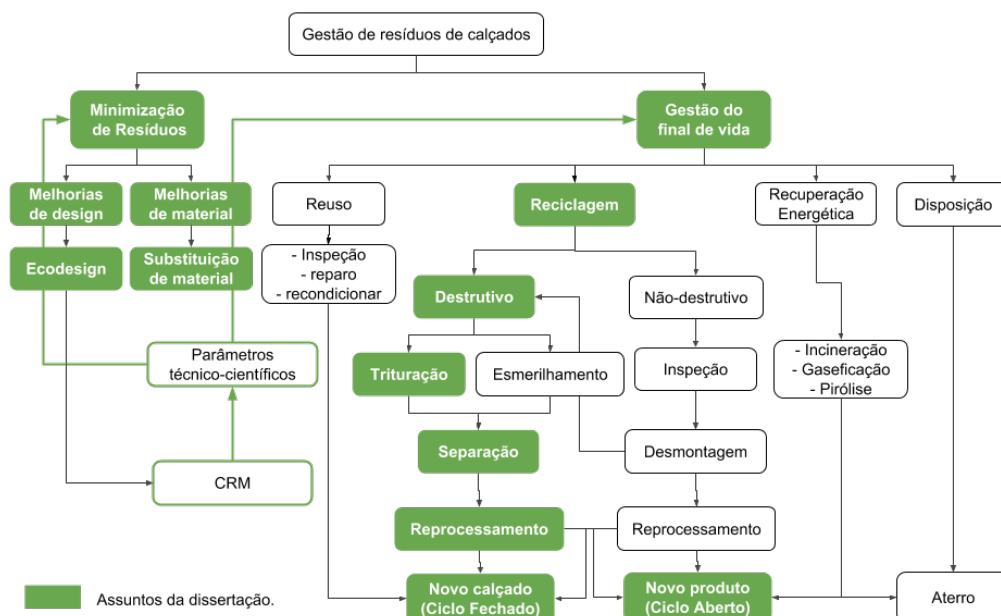 Gestão de resíduos de calçados
Minimização
de Resíduos
Gestão do
final de vida
Melhorias
de design
Melhorias
de material
Reuso
Reciclagem
Recuperação
Energética
Disposição
Ecodesign
Substituição
de material
- Inspeção
- reparo
- recondicionar
Destrutivo
Não-destrutivo
Parâmetros
técnico-científicos
Trituração
Esmerilhamento
Inspeção
- Incineração
- Gaseficação
- Pirólise
Separação
Desmontagem
CRM
Reprocessamento
Reprocessamento
Novo calçado
(Ciclo Fechado)
Novo produto
(Ciclo Aberto)
Aterro
Assuntos da dissertação.